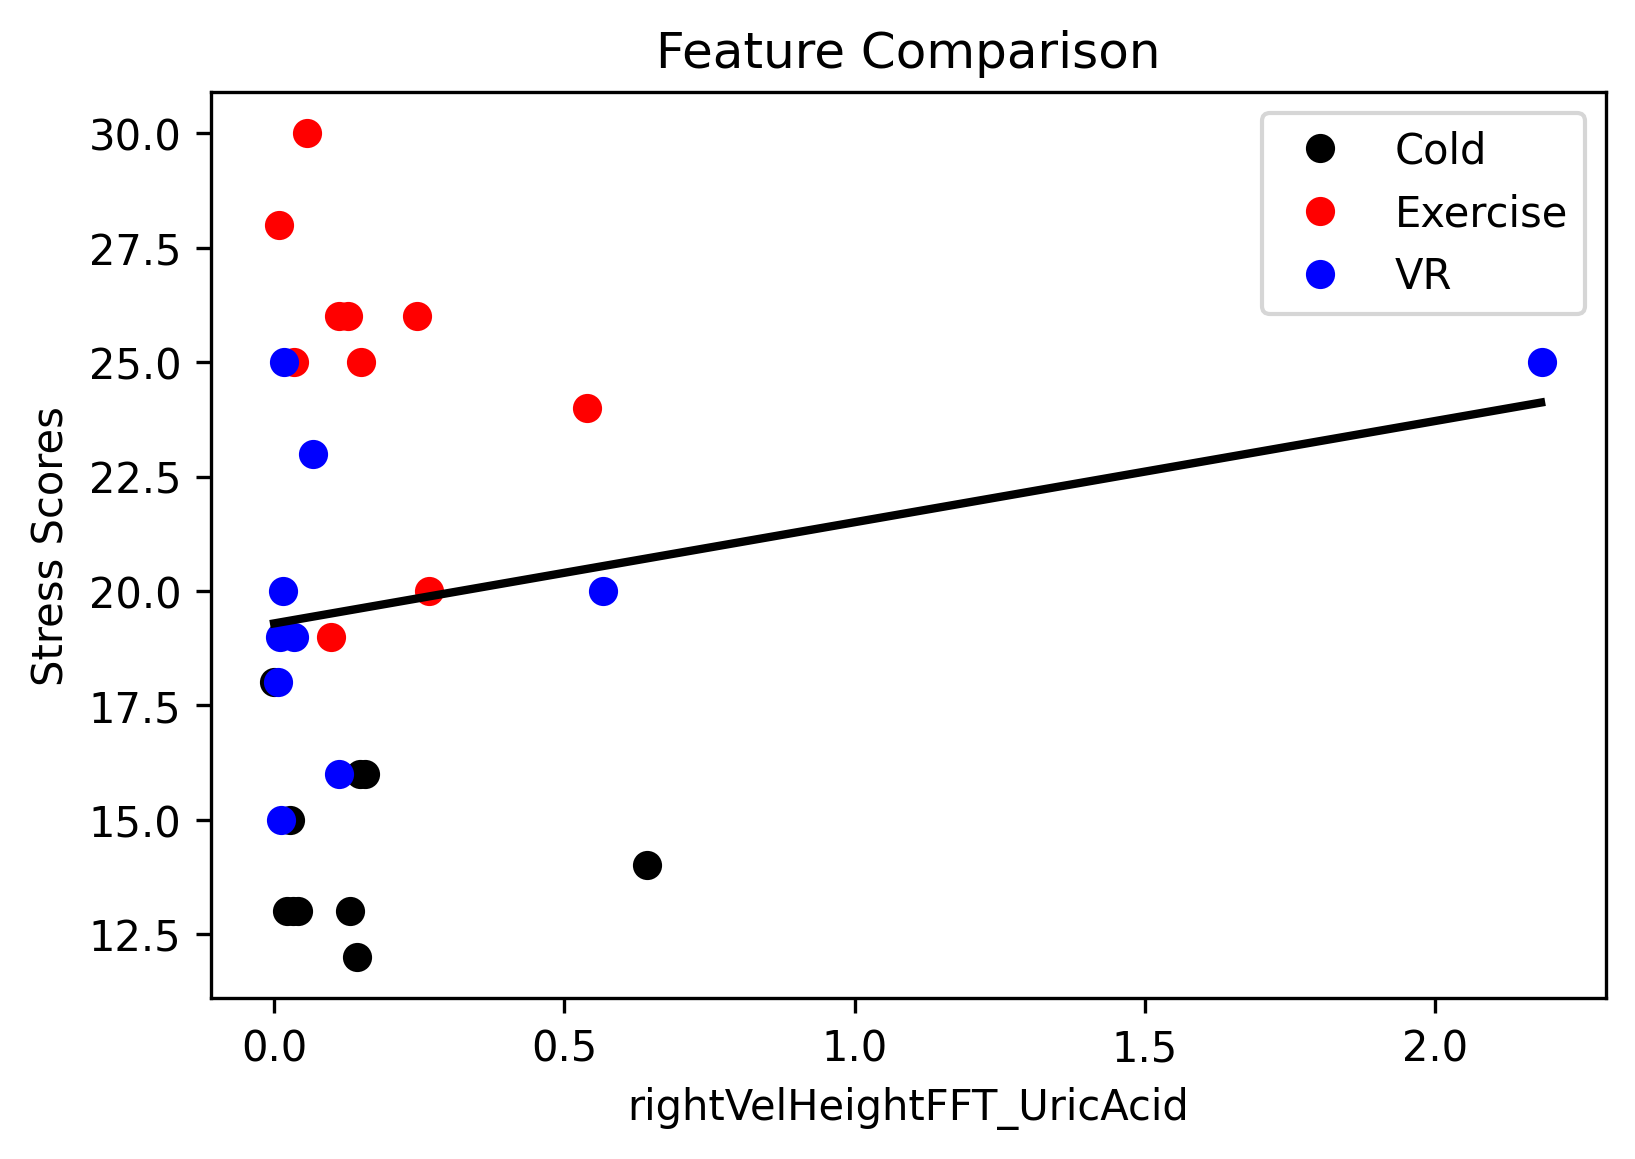 Feature Comparison
30.0
27.5
25.0
22.5
20.0
17.5
15.0
12.5
Stress Scores
Cold
Exercise
VR
0.0 0.5 1.0 1.5 2.0
rightVelHeightFFT_UricAcid